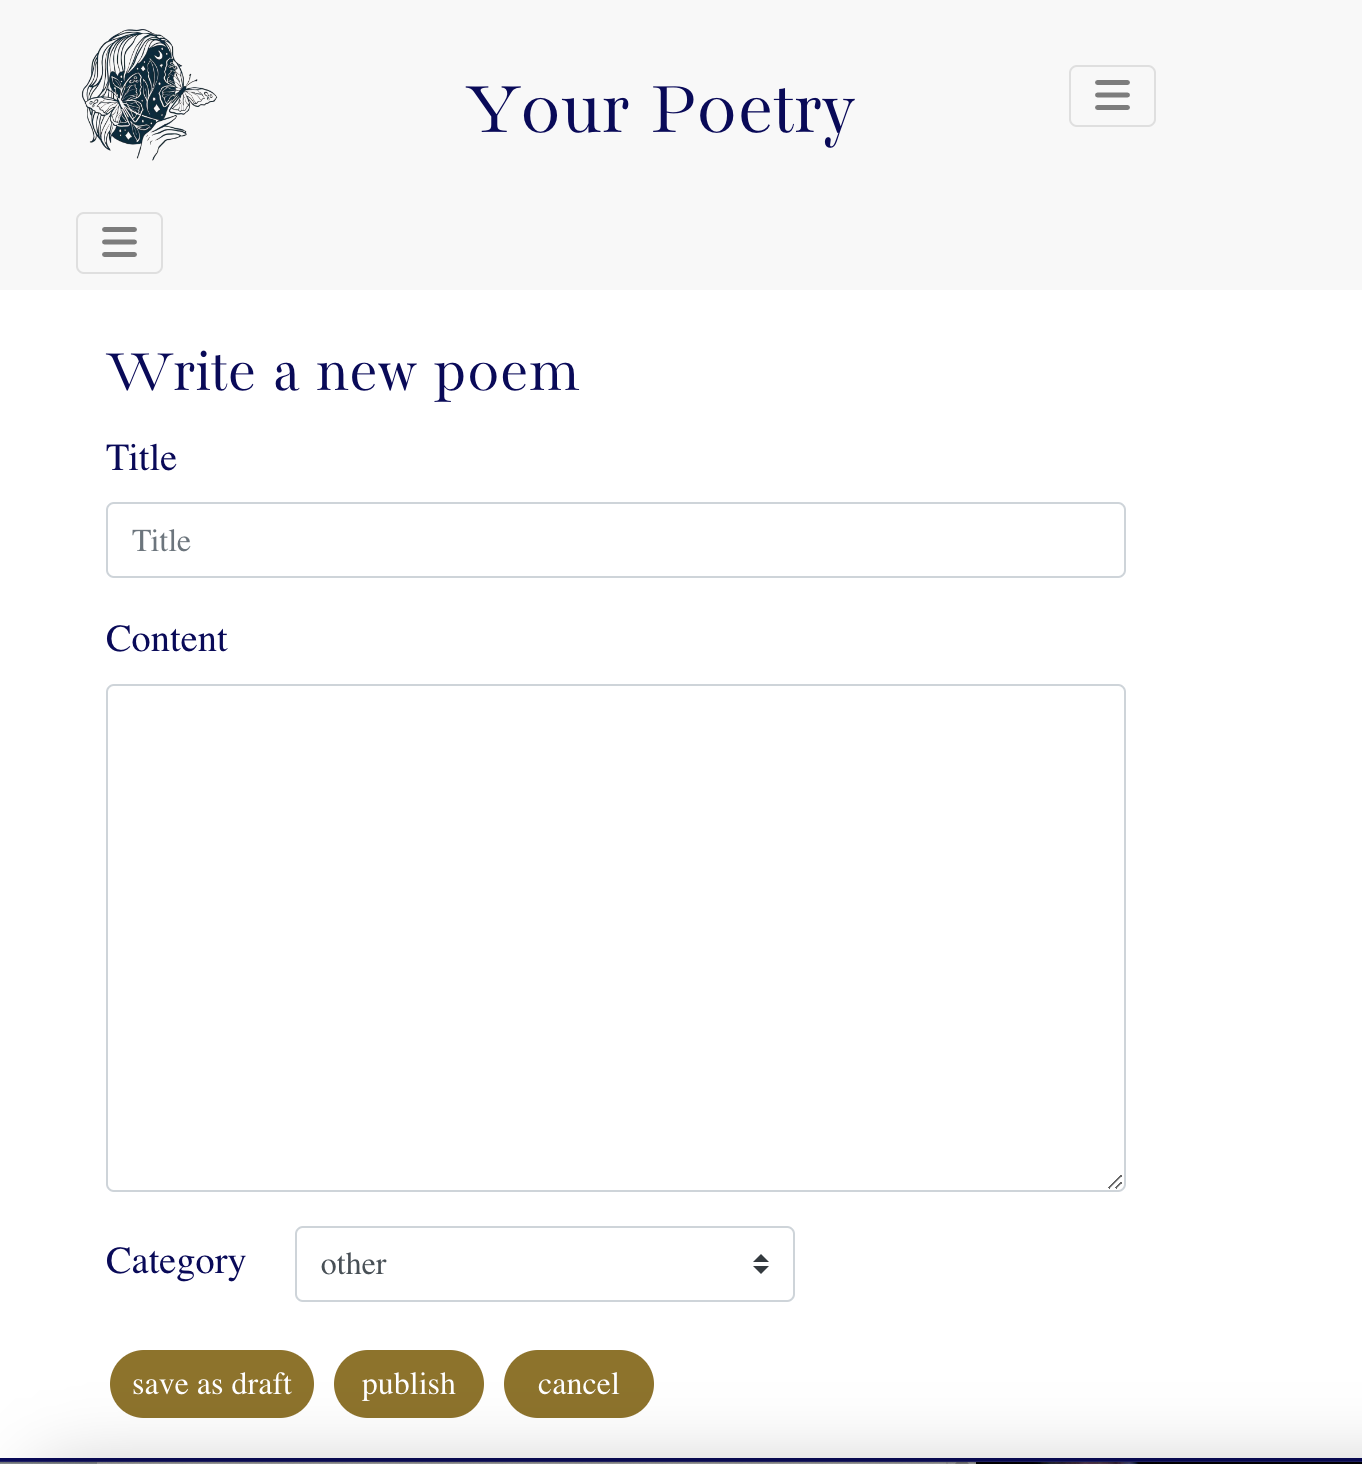 Your Poetry
Write a new poem
Title
Title
Content
Category
other
save as draft
publish
cancel